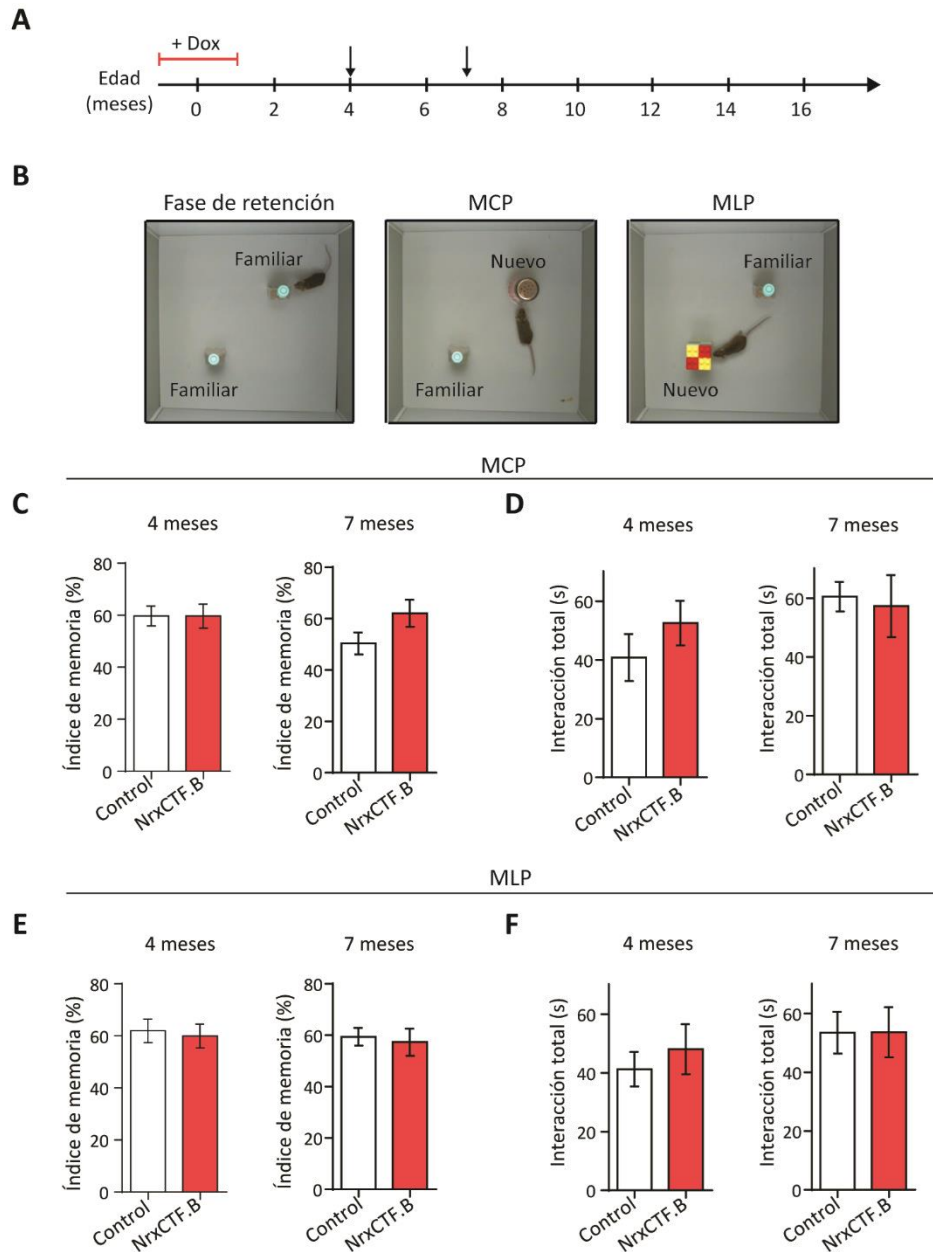 A
+ Dox
Edad
(meses)
0 2 4 6 8 10 12 14 16
B
Fase de retención MCP MLP
Familiar Nuevo Familiar
Familiar Familiar Nuevo
MCP
C D
4 meses 7 meses 4 meses 7 meses
Índice de memoria (%)
80
60
40
20
0
Control NrxCTF.B
Índice de memoria (%)
80
60
40
20
0
Control NrxCTF.B
Interacción total (s)
60
40
20
0
Control NrxCTF.B
Interacción total (s)
60
40
20
0
Control NrxCTF.B
MLP
E F
4 meses 7 meses 4 meses 7 meses
Índice de memoria (%)
80
60
40
20
0
Control NrxCTF.B
Índice de memoria (%)
80
60
40
20
0
Control NrxCTF.B
Interacción total (s)
60
40
20
0
Control NrxCTF.B
Interacción total (s)
60
40
20
0
Control NrxCTF.B